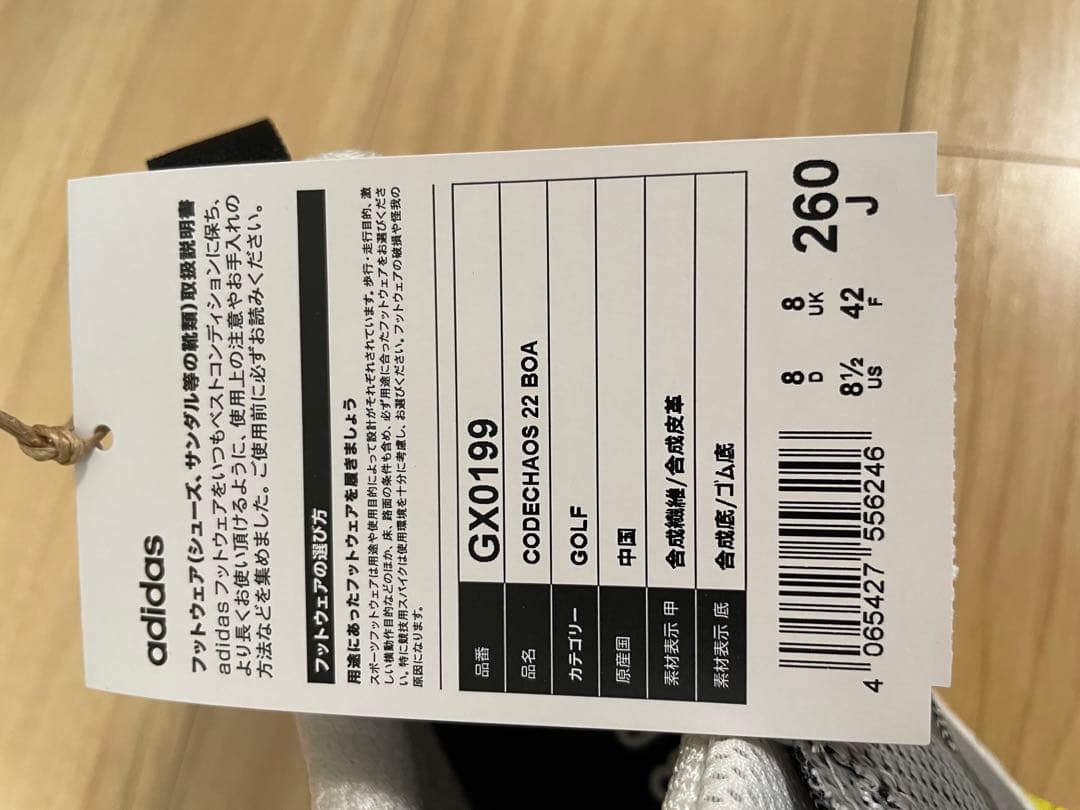 adidas
フットウェア(シューズ、サンダル等の靴類)取扱説明書
adidasフットウェアをいつもベストコンディションに保ち、
より長くお使い頂けるように、使用上の注意やお手入れの
方法などを集めました。ご使用前に必ずお読みください。
フットウェアの選び方
用途にあったフットウェアを履きましょう
スポーツフットウェアは用途や使用目的によって設計がそれぞれされています。歩行・走行目的、激
しい横動作目的などのほか、床、路面の条件も含め、必ず用途に合ったフットウェアをお選びくださ
い。特に競技用スパイクは使用環境を十分に考慮し、お選びください。フットウェアの破損や怪我の
原因になります。
品番 GX0199
品名 CODECHAOS 22 BOA
カテゴリー GOLF
原産国 中国
素材表示 甲 合成繊維/合成皮革
素材表示 底 合成底/ゴム底
4 065427 556246
8 D 8 UK
8½ US 42 F
260 J